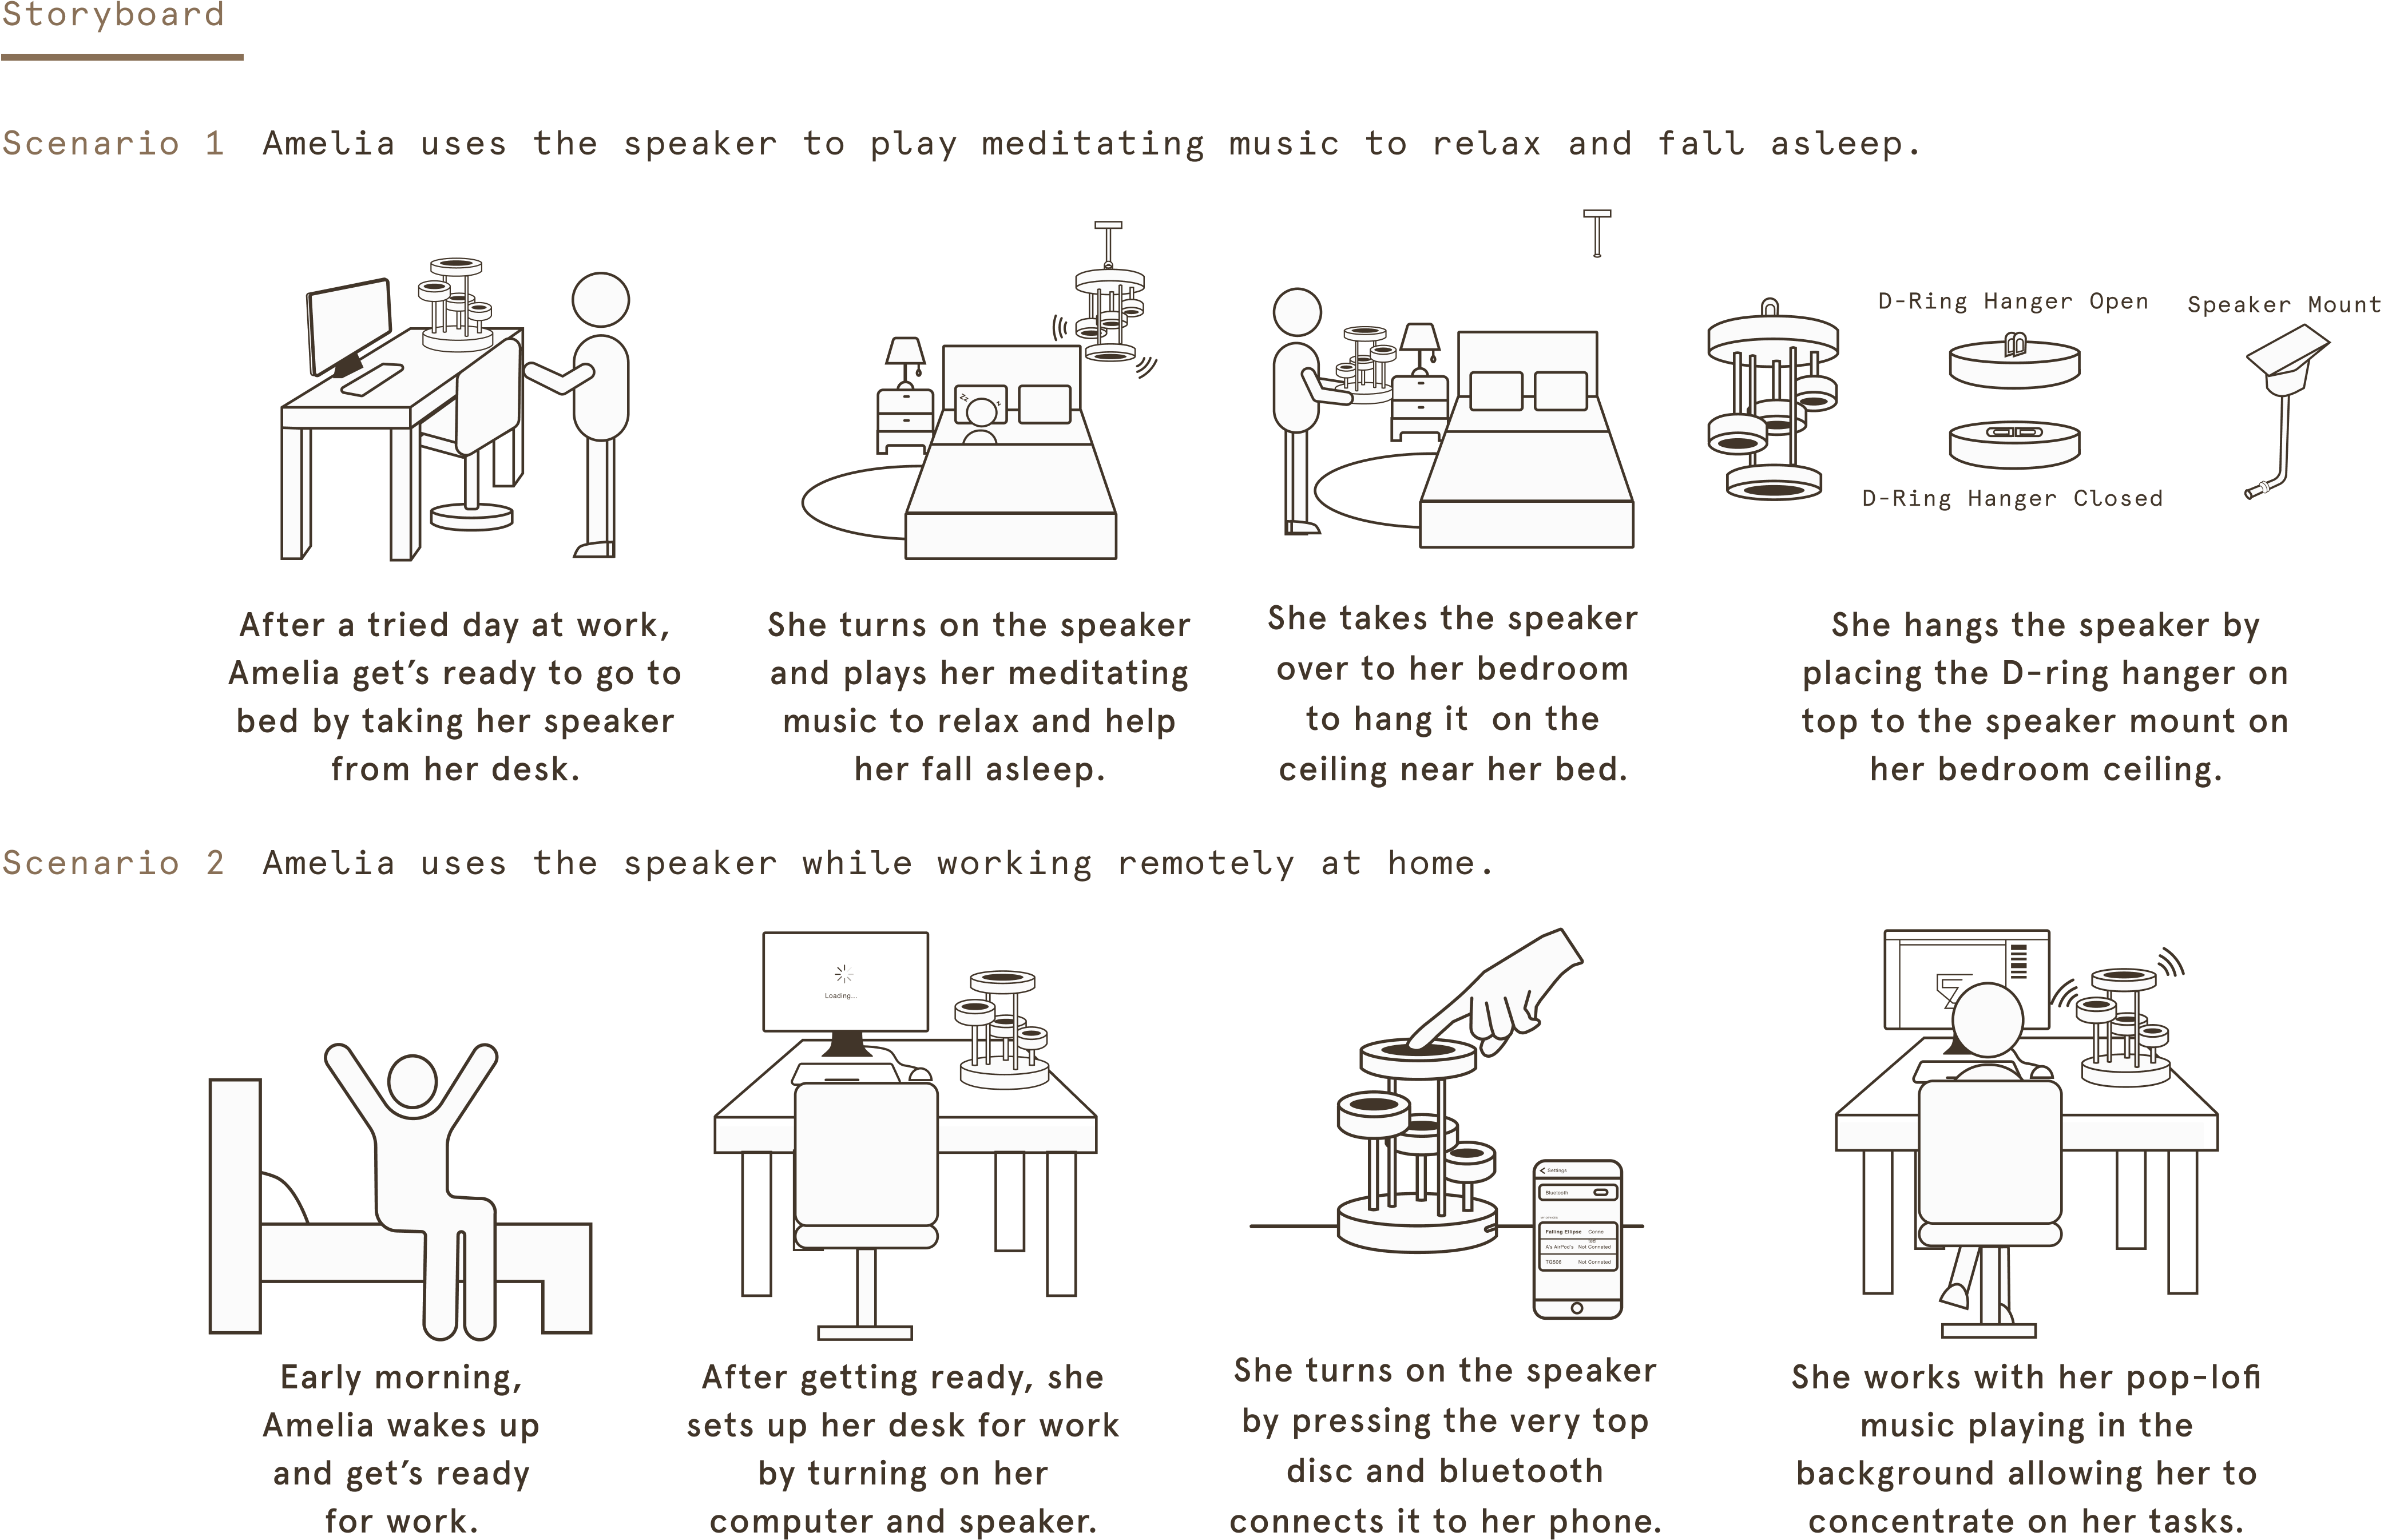 Storyboard
Scenario 1 Amelia uses the speaker to play meditating music to relax and fall asleep.
Zz
z
D-Ring Hanger Open
Speaker Mount
D-Ring Hanger Closed
After a tried day at work,
Amelia get’s ready to go to
bed by taking her speaker
from her desk.
She turns on the speaker
and plays her meditating
music to relax and help
her fall asleep.
She takes the speaker
over to her bedroom
to hang it on the
ceiling near her bed.
She hangs the speaker by
placing the D-ring hanger on
top to the speaker mount on
her bedroom ceiling.
Scenario 2 Amelia uses the speaker while working remotely at home.
Loading...
< Settings
Bluetooth
Falling Elipse Conne
A's AirPod's Not Conneted
TG506 Not Conneted
Early morning,
Amelia wakes up
and get’s ready
for work.
After getting ready, she
sets up her desk for work
by turning on her
computer and speaker.
She turns on the speaker
by pressing the very top
disc and bluetooth
connects it to her phone.
She works with her pop-lofi
music playing in the
background allowing her to
concentrate on her tasks.